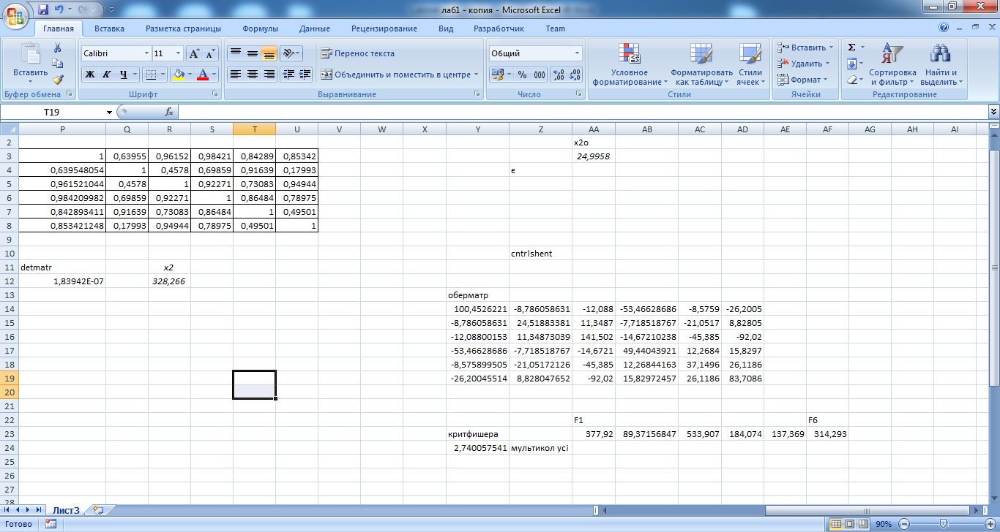 лаб1 - копия - Microsoft Excel
Главная Вставка Разметка страницы Формулы Данные Рецензирование Вид Разработчик Team
Вставить
Буфер обмена
Calibri 11
Ж К Ч
Шрифт
Перенос текста
Объединить и поместить в центре
Выравнивание
Общий
% 000
Число
Условное форматирование
Форматировать как таблицу
Стили ячеек
Стили
Вставить
Удалить
Формат
Ячейки
Сортировка и фильтр
Найти и выделить
Редактирование
T19 fx
P Q R S T U V W X Y Z AA AB AC AD AE AF AG AH AI
2 x2о
3 1 0,63955 0,96152 0,98421 0,84289 0,85342 24,9958
4 0,639548054 1 0,4578 0,69859 0,91639 0,17993 є
5 0,961521044 0,4578 1 0,92271 0,73083 0,94944
6 0,984209982 0,69859 0,92271 1 0,86484 0,78975
7 0,842893411 0,91639 0,73083 0,86484 1 0,49501
8 0,853421248 0,17993 0,94944 0,78975 0,49501 1
9
10 cntrlshent
11 detmatr x2
12 1,83942E-07 328,266
13 оберматр
14 100,4526221 -8,786058631 -12,088 -53,46628686 -8,5759 -26,2005
15 -8,786058631 24,51883381 11,3487 -7,718518767 -21,0517 8,82805
16 -12,08800153 11,34873039 141,502 -14,67210238 -45,385 -92,02
17 -53,46628686 -7,718518767 -14,6721 49,44043921 12,2684 15,8297
18 -8,575899505 -21,05172126 -45,385 12,26844163 37,1496 26,1186
19 -26,20045514 8,828047652 -92,02 15,82972457 26,1186 83,7086
20
21
22 F1 F6
23 критфишера 377,92 89,37156847 533,907 184,074 137,369 314,293
24 2,740057541 мультикол усі
25
26
27
28
Лист3
Готово 90%